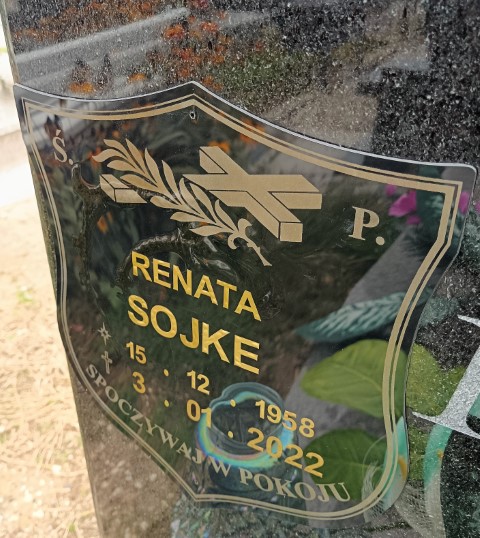 Ś. P.
RENATA
SOJKE
15 . 12 . 1958
3 . 01 . 2022
SPOCZYWAJ W POKOJU